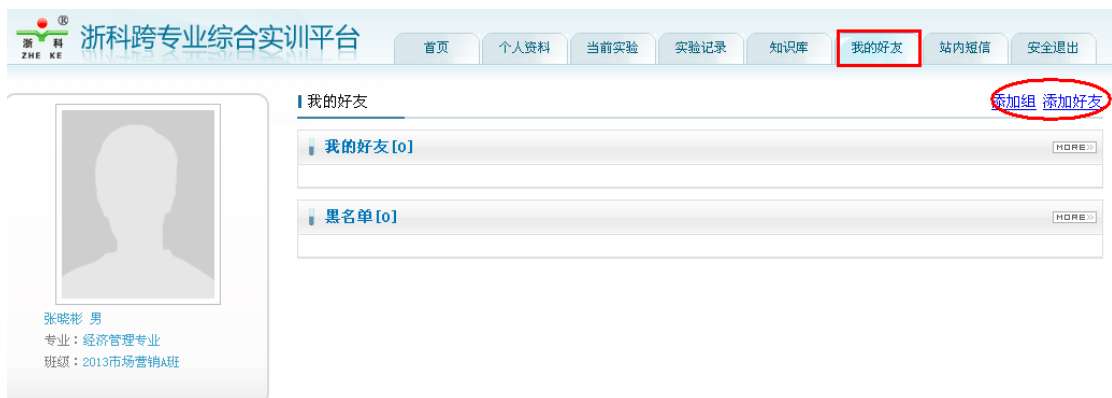 ®
浙 科
ZHE KE
浙科跨专业综合实训平台
首页 个人资料 当前实验 实验记录 知识库 我的好友 站内短信 安全退出
我的好友
添加组 添加好友
我的好友[0]
MORE
黑名单[0]
MORE
张晓彬 男
专业：经济管理专业
班级：2013市场营销A班